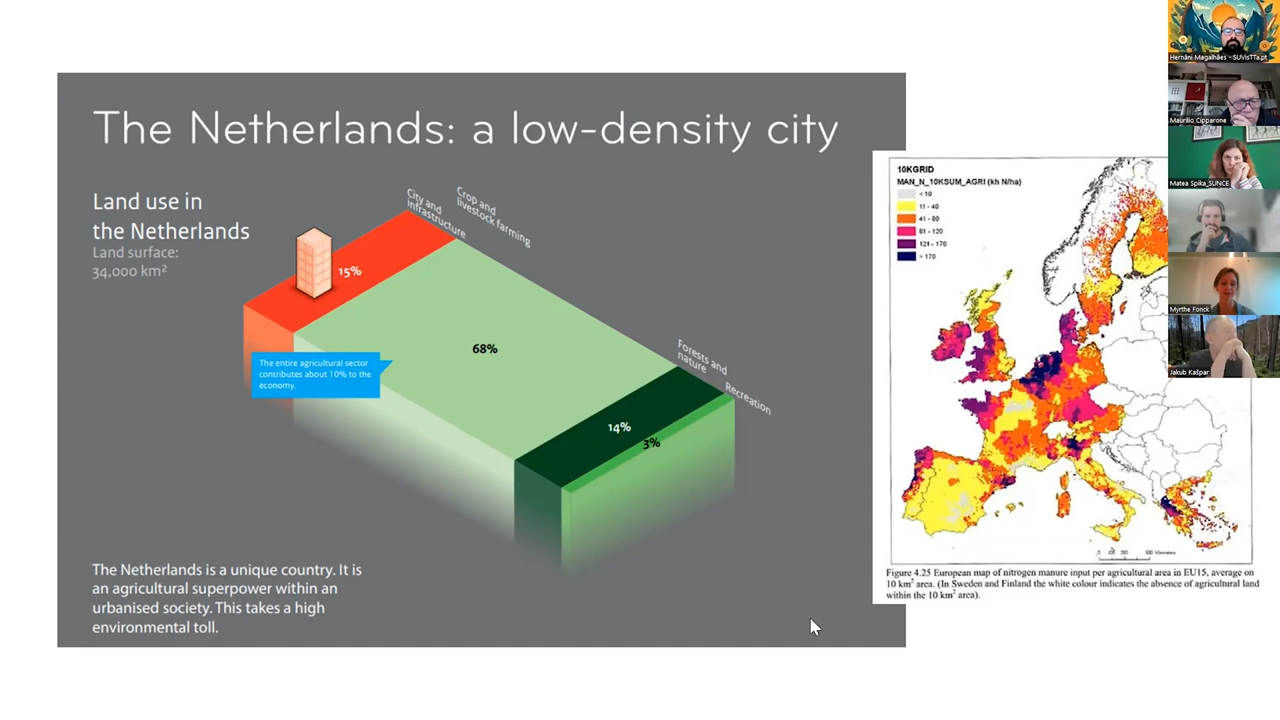 The Netherlands: a low-density city
Land use in
the Netherlands
Land surface:
34,000 km²
City and
infrastructure
Crop and
livestock farming
15%
68%
The entire agricultural sector
contributes about 10% to the
economy.
Forests and
nature
Recreation
14%
3%
The Netherlands is a unique country. It is
an agricultural superpower within an
urbanised society. This takes a high
environmental toll.
10KGRID
MAN_N_10KSUM_AGRI (kh N/ha)
< 10
11 - 40
41 - 80
81 - 120
121 - 170
> 170
Kilometers
Figure 4.25 European map of nitrogen manure input per agricultural area in EU15, average on
10 km² area. (In Sweden and Finland the white colour indicates the absence of agricultural land
within the 10 km² area).
Hernâni Magalhães - SUVisTTa.pt
Maurilio Cipparone
Matea Špika_SUNCE
Myrthe Fonck
Jakub Kašpar